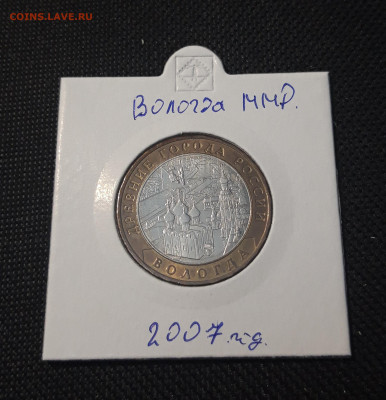 COINS.LAVE.RU
Вологда ММД.
ДРЕВНИЕ ГОРОДА РОССИИ
ВОЛОГДА
2007 г.